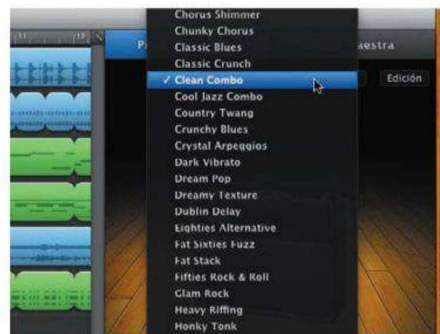 11
12
P
aestra
Edición
Chorus Shimmer
Chunky Chorus
Classic Blues
Classic Crunch
✓ Clean Combo
Cool Jazz Combo
Country Twang
Crunchy Blues
Crystal Arpeggios
Dark Vibrato
Dream Pop
Dreamy Texture
Dublin Delay
Eighties Alternative
Fat Sixties Fuzz
Fat Stack
Fifties Rock & Roll
Glam Rock
Heavy Riffing
Honky Tonk